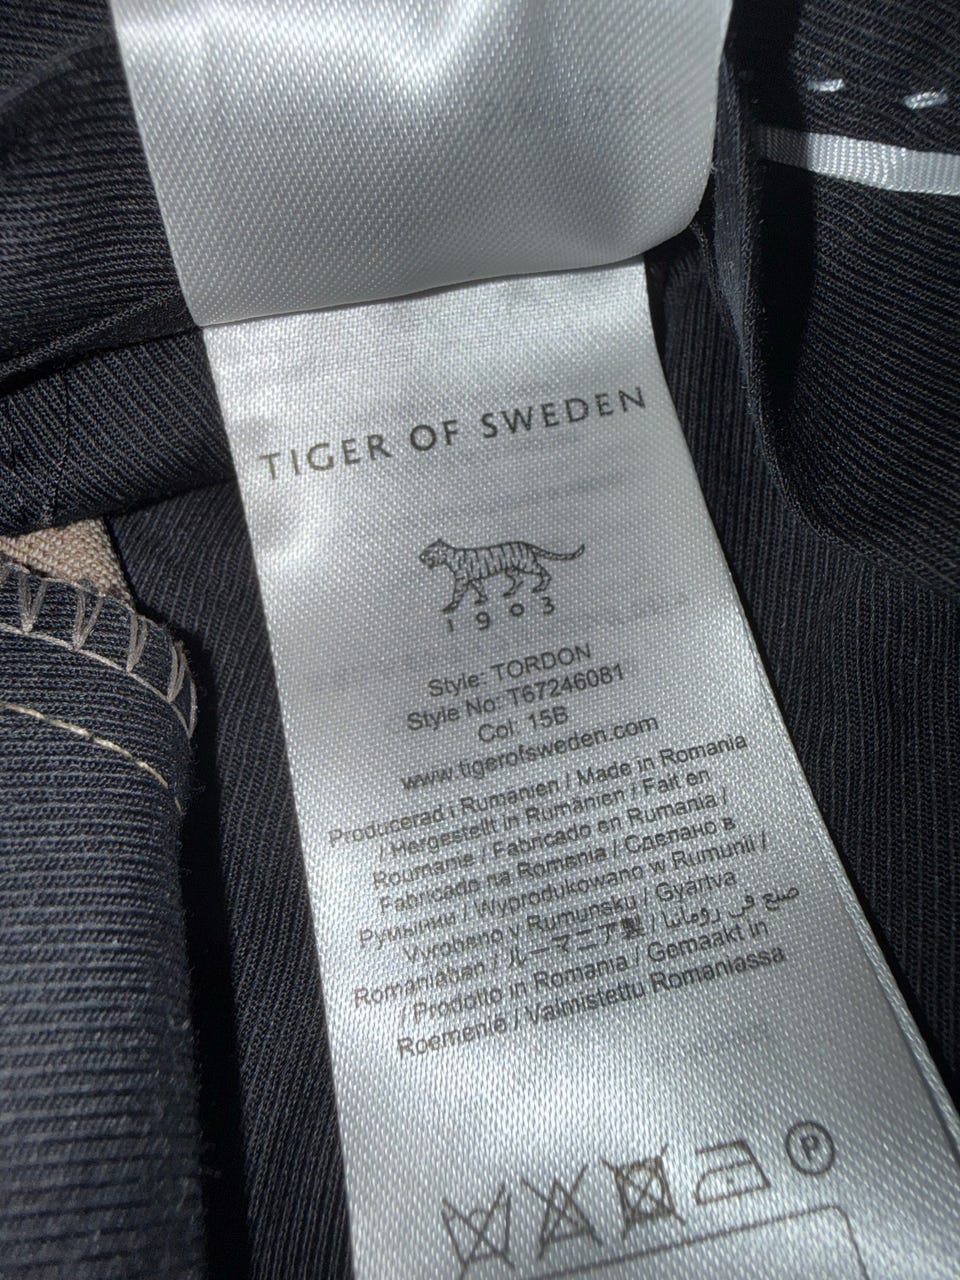 TIGER OF SWEDEN
1903
Style: TORDON
Style No: T67246081
Col: 15B
www.tigerofsweden.com
Producerad i Rumänien / Made in Romania
/ Hergestellt in Rumänien / Fait en
Roumanie / Fabricado en Rumania /
Fabricado na Romenia / Сделано в
Румынии / Wyprodukowano w Rumunii /
Vyrobeno v Rumunsku / Gyártva
Romániában / ルーマニア製 / صنع في رومانيا
/ Prodotto in Romania / Gemaakt in
Roemenië / Valmistettu Romaniassa
P